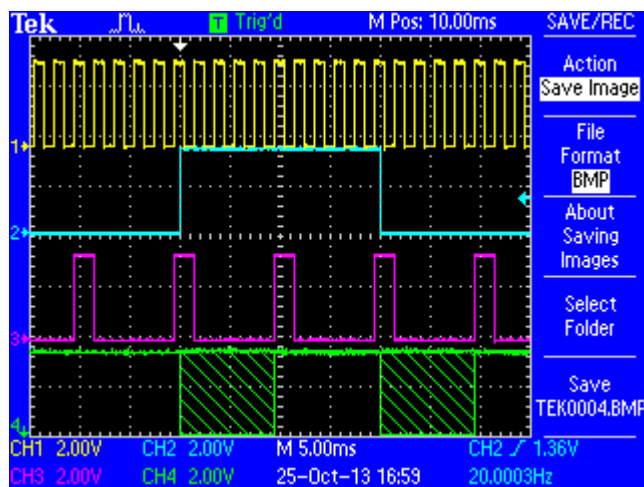 Tek T Trig'd M Pos: 10.00ms SAVE/REC
Action
Save Image
File
Format
BMP
About
Saving
Images
Select
Folder
Save
TEK0004.BMP
1
2
3
4
CH1 2.00V CH2 2.00V M 5.00ms CH2 / 1.36V
CH3 2.00V CH4 2.00V 25-Oct-13 16:59 20.0003Hz